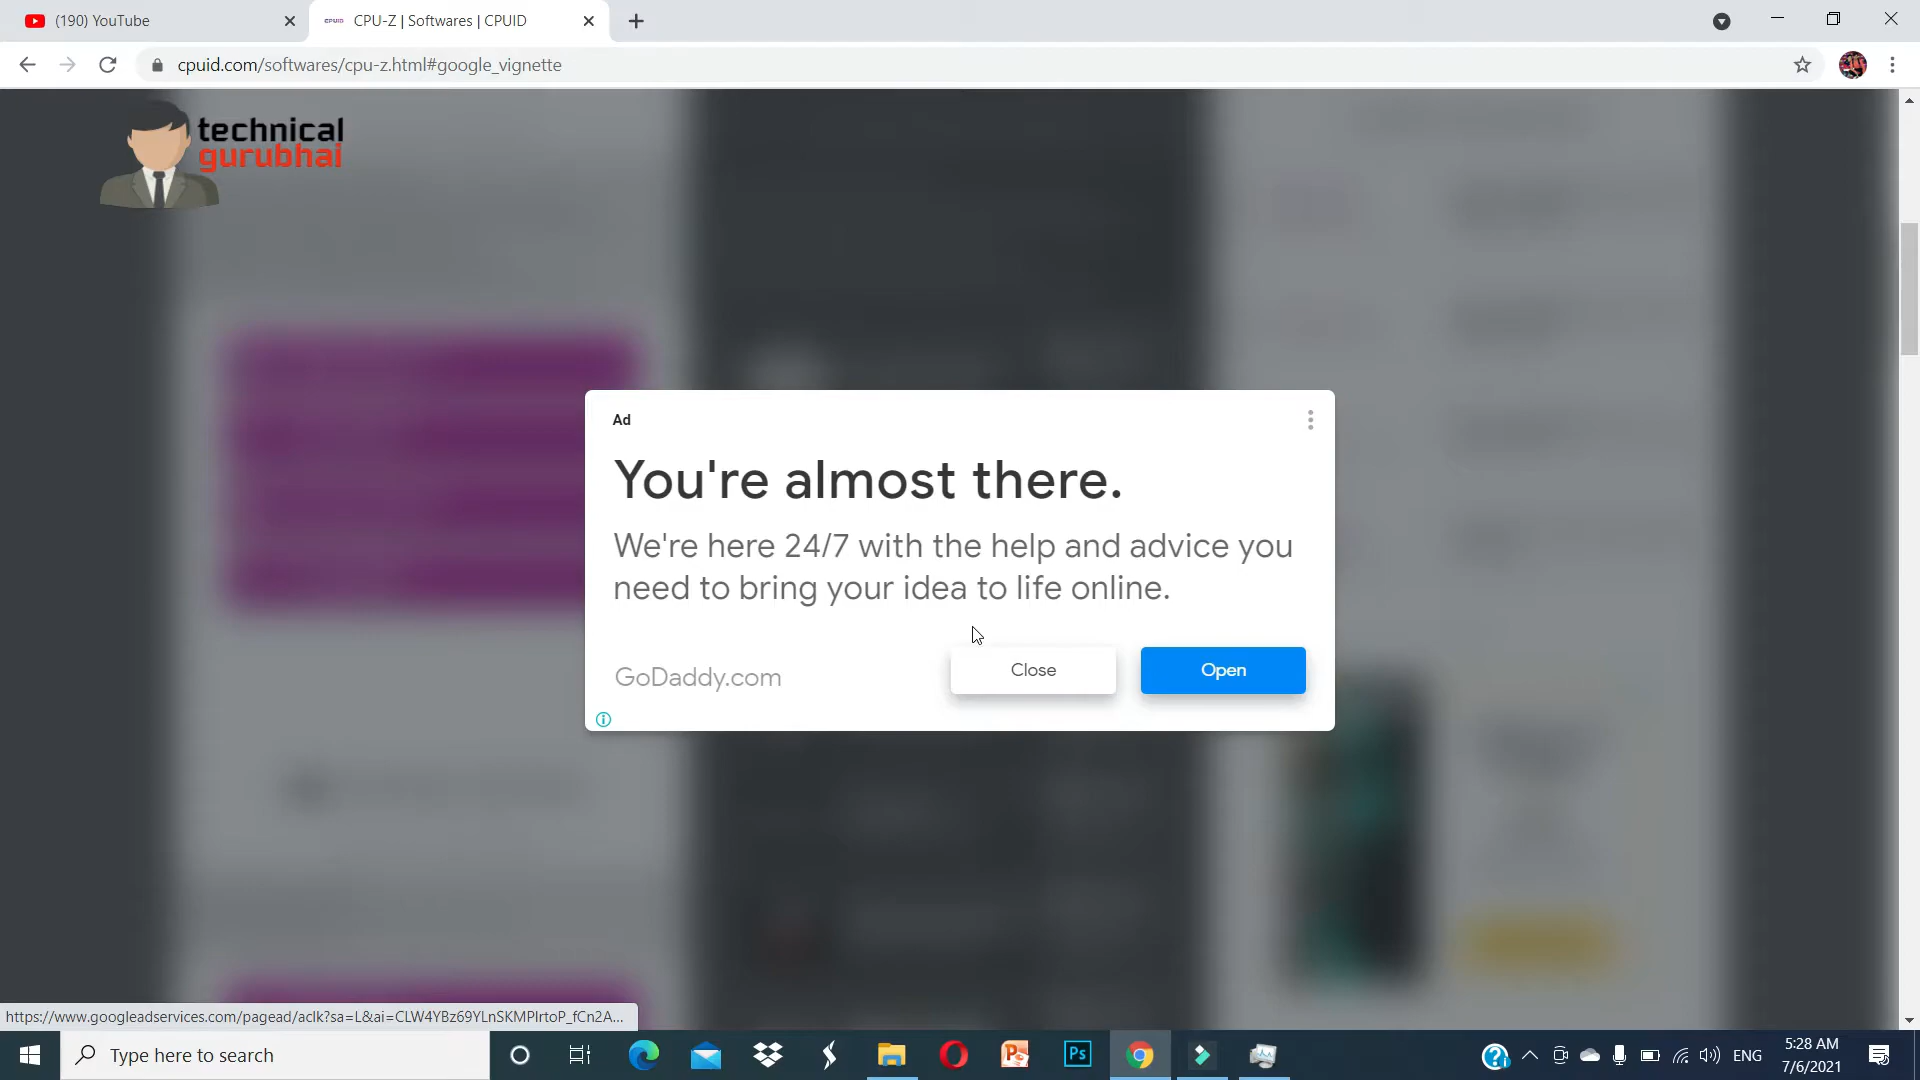 (190) YouTube
CPUID
CPU-Z | Softwares | CPUID
cpuid.com/softwares/cpu-z.html#google_vignette
technical
gurubhai
Ad
You're almost there.
We're here 24/7 with the help and advice you
need to bring your idea to life online.
GoDaddy.com
Close
Open
https://www.googleadservices.com/pagead/aclk?sa=L&ai=CLW4YBz69YLnSKMPIrtoP_fCn2A...
Type here to search
Ps
ENG
5:28 AM
7/6/2021